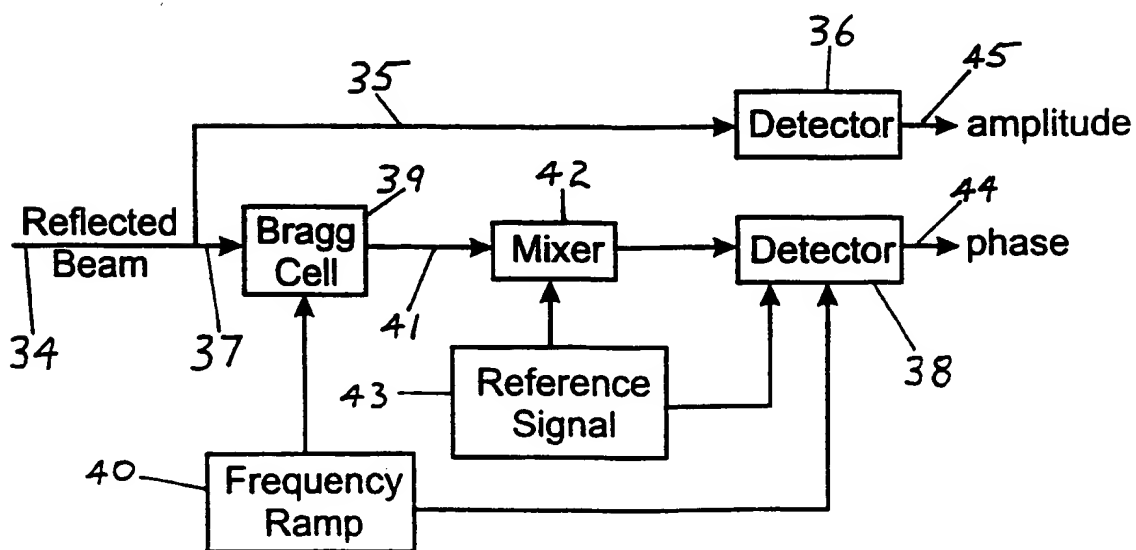 36
45
35
Detector
amplitude
39
42
44
Reflected
Beam
Bragg
Cell
Mixer
Detector
phase
34
37
41
38
43
Reference
Signal
40
Frequency
Ramp